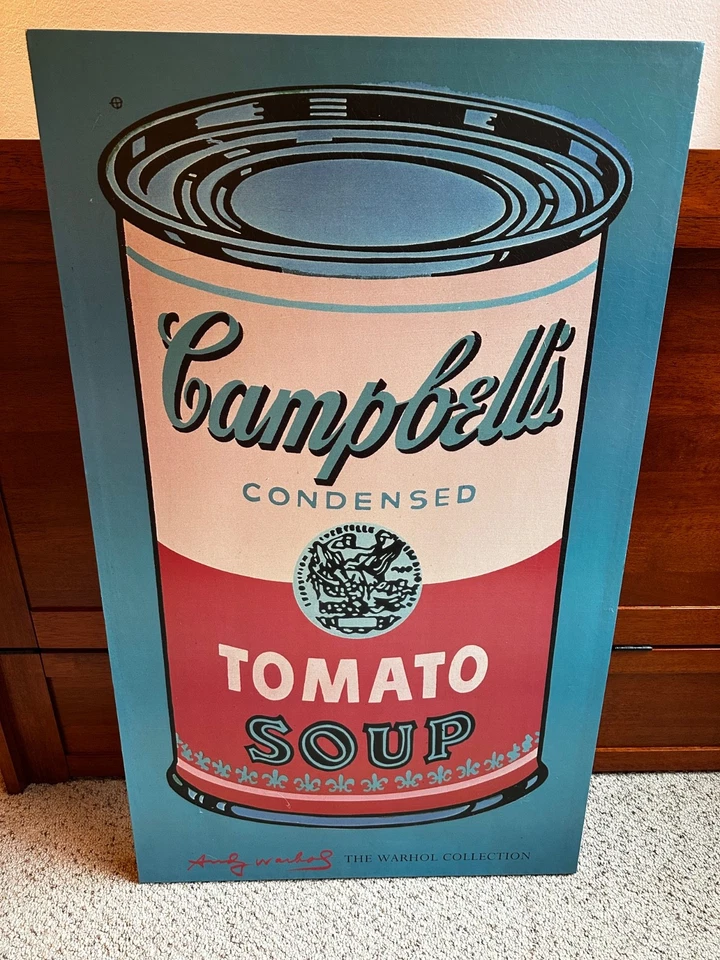 Campbell's
CONDENSED
TOMATO
SOUP
Andy Warhol THE WARHOL COLLECTION